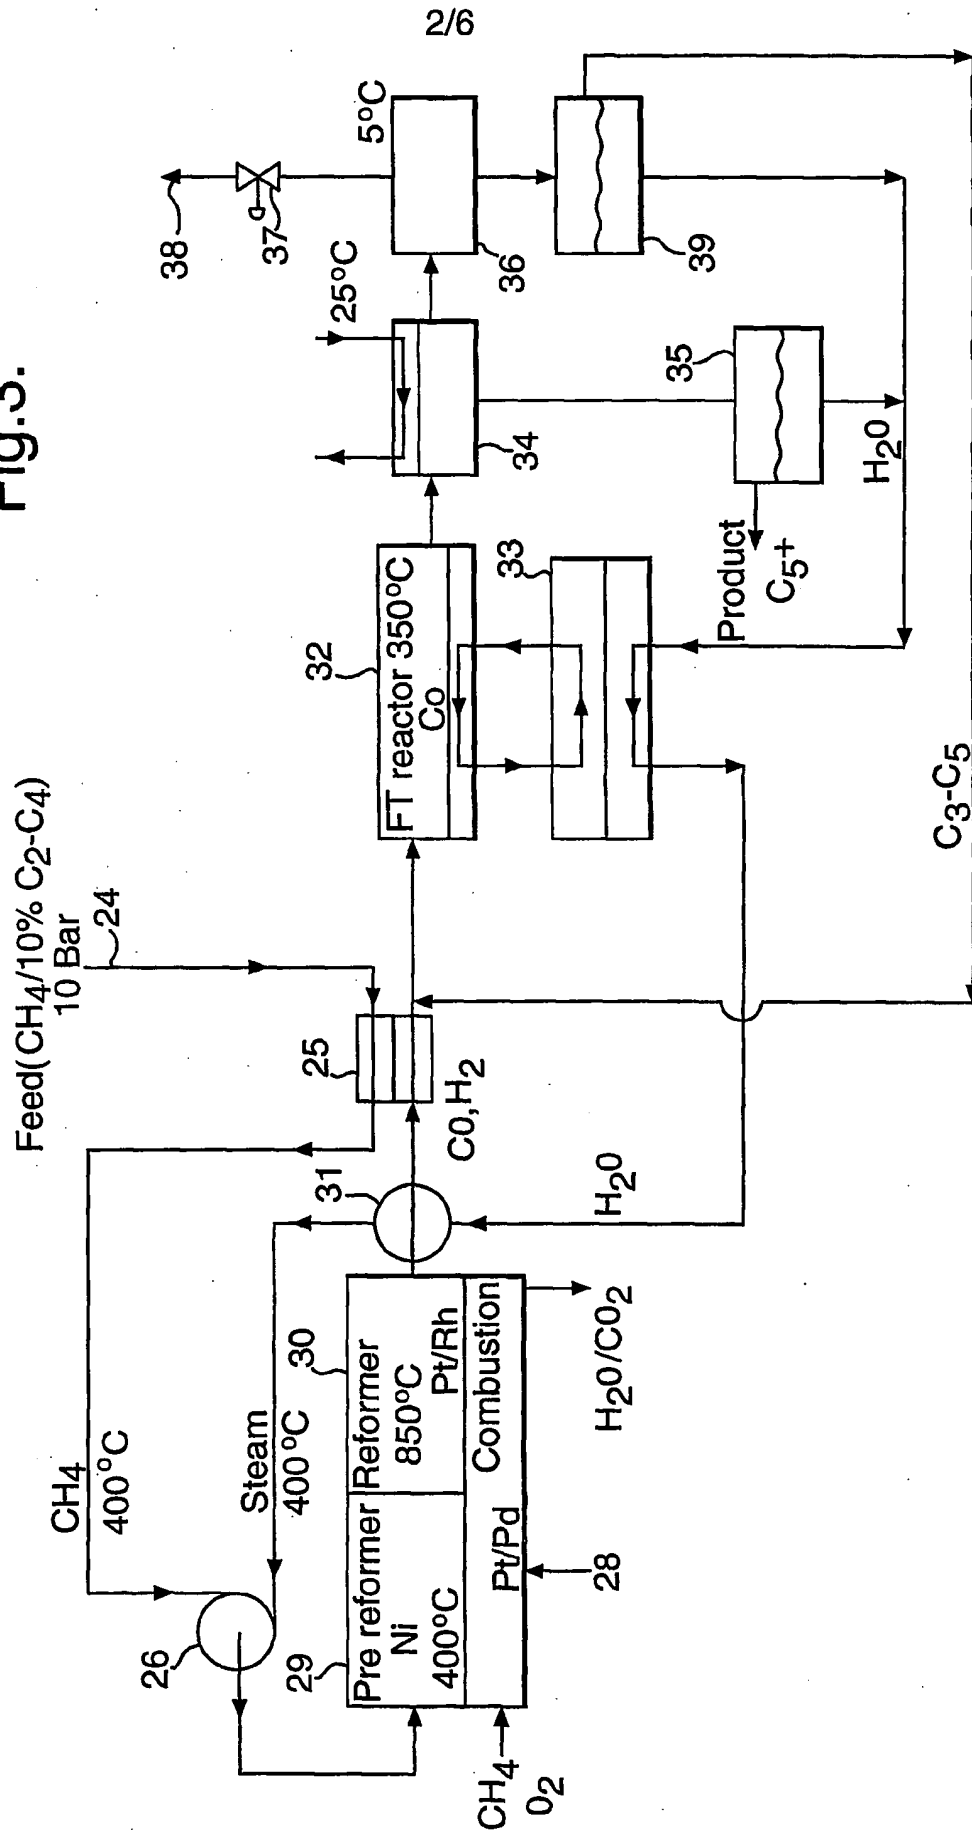 2/6
Fig.3.
Feed(CH4/10% C2-C4)
10 Bar
24
25
CH4
400°C
Steam
400°C
26
29
Pre reformer
Ni
400°C
30
Reformer
850°C
Pt/Rh
Combustion
Pt/Pd
28
CH4
O2
H2O/CO2
31
CO,H2
H2O
32
FT reactor 350°C
Co
33
34
25°C
35
Product
C5+
H2O
36
5°C
37
38
39
C3-C5